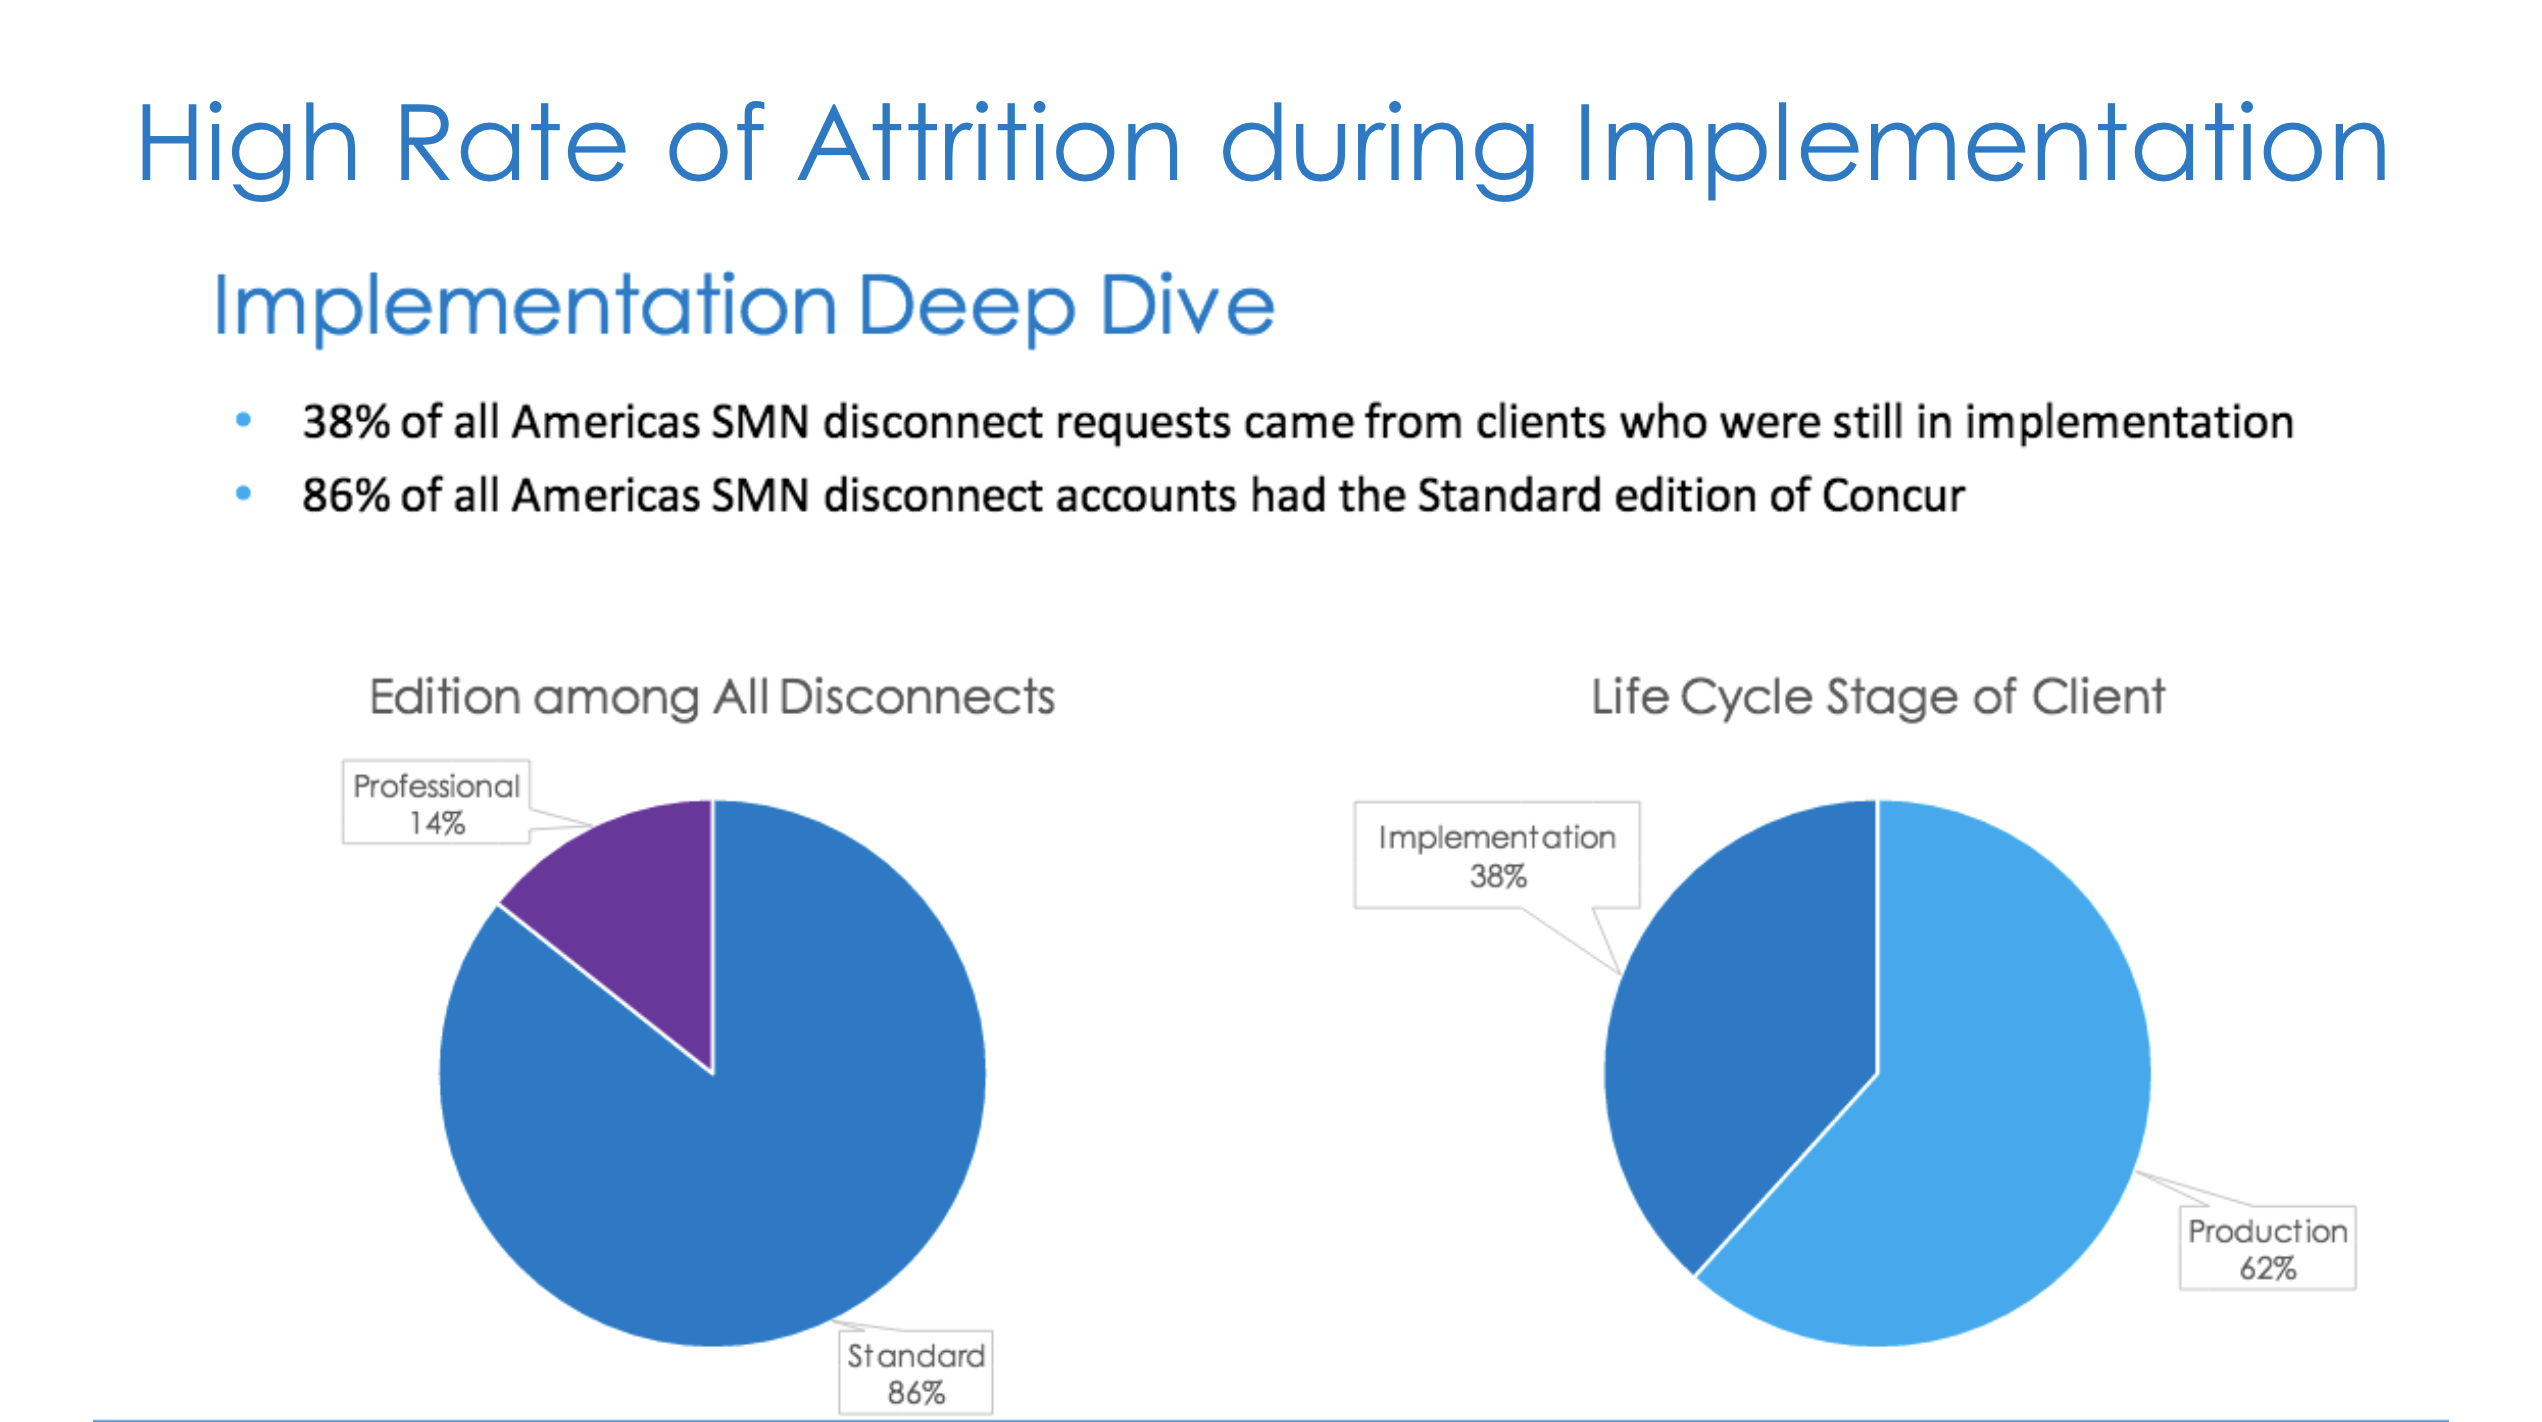 High Rate of Attrition during Implementation
Implementation Deep Dive
• 38% of all Americas SMN disconnect requests came from clients who were still in implementation
• 86% of all Americas SMN disconnect accounts had the Standard edition of Concur
Edition among All Disconnects
Professional
14%
Standard
86%
Life Cycle Stage of Client
Implementation
38%
Production
62%